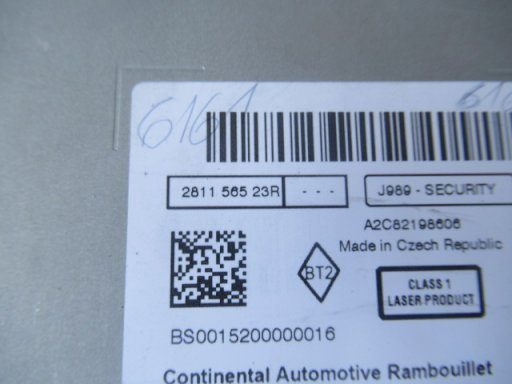 6161
616
2811 565 23R - - -
J989 - SECURITY
A2C82198606
Made in Czech Republic
BT2
CLASS 1
LASER PRODUCT
BS0015200000016
Continental Automotive Rambouillet